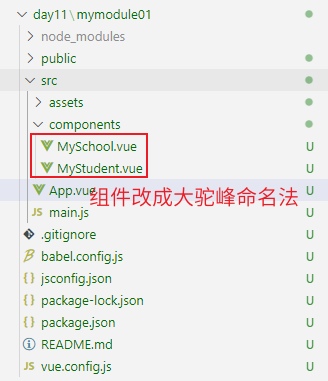 day11\mymodule01
node_modules
public
src
assets
components
MySchool.vue U
MyStudent.vue U
App.vue U
组件改成大驼峰命名法
JS main.js U
.gitignore U
babel.config.js U
{} jsconfig.json U
{} package-lock.json U
{} package.json U
README.md U
vue.config.js U